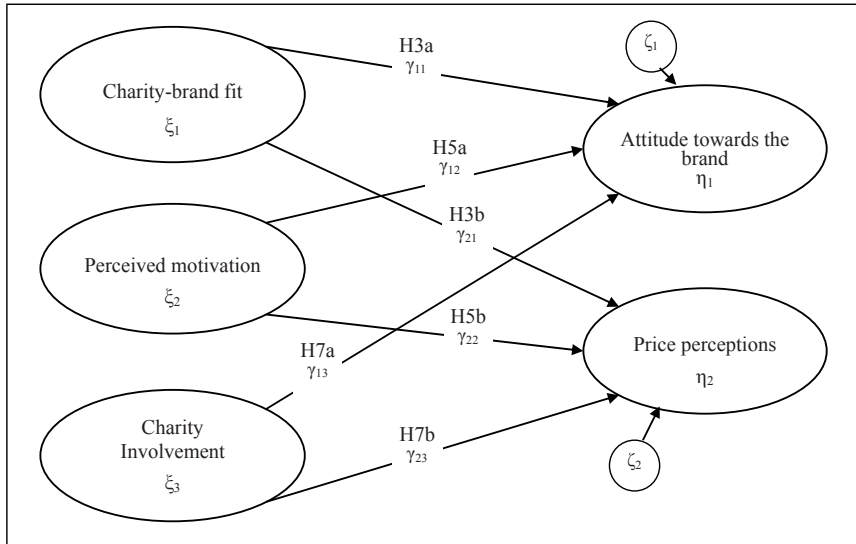 H3a
γ₁₁
ζ₁
Charity-brand fit
ξ₁
Attitude towards the
brand
η₁
H5a
γ₁₂
H3b
γ₂₁
Perceived motivation
ξ₂
H5b
γ₂₂
H7a
γ₁₃
Price perceptions
η₂
Charity
Involvement
ξ₃
H7b
γ₂₃
ζ₂